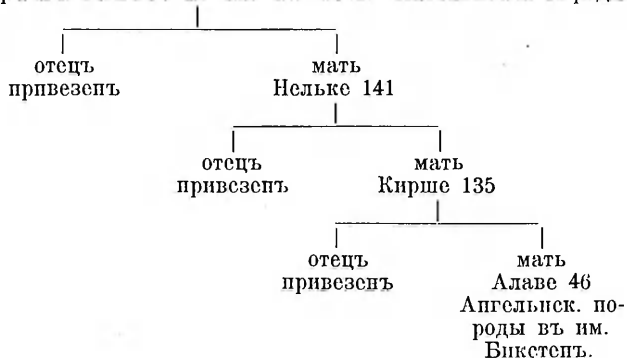 отецъ мать
привезенъ Нельке 141
отецъ мать
привезенъ Кирше 135
отецъ мать
привезенъ Алаве 46
Ангельнск. по-
роды въ им.
Бикстенъ.